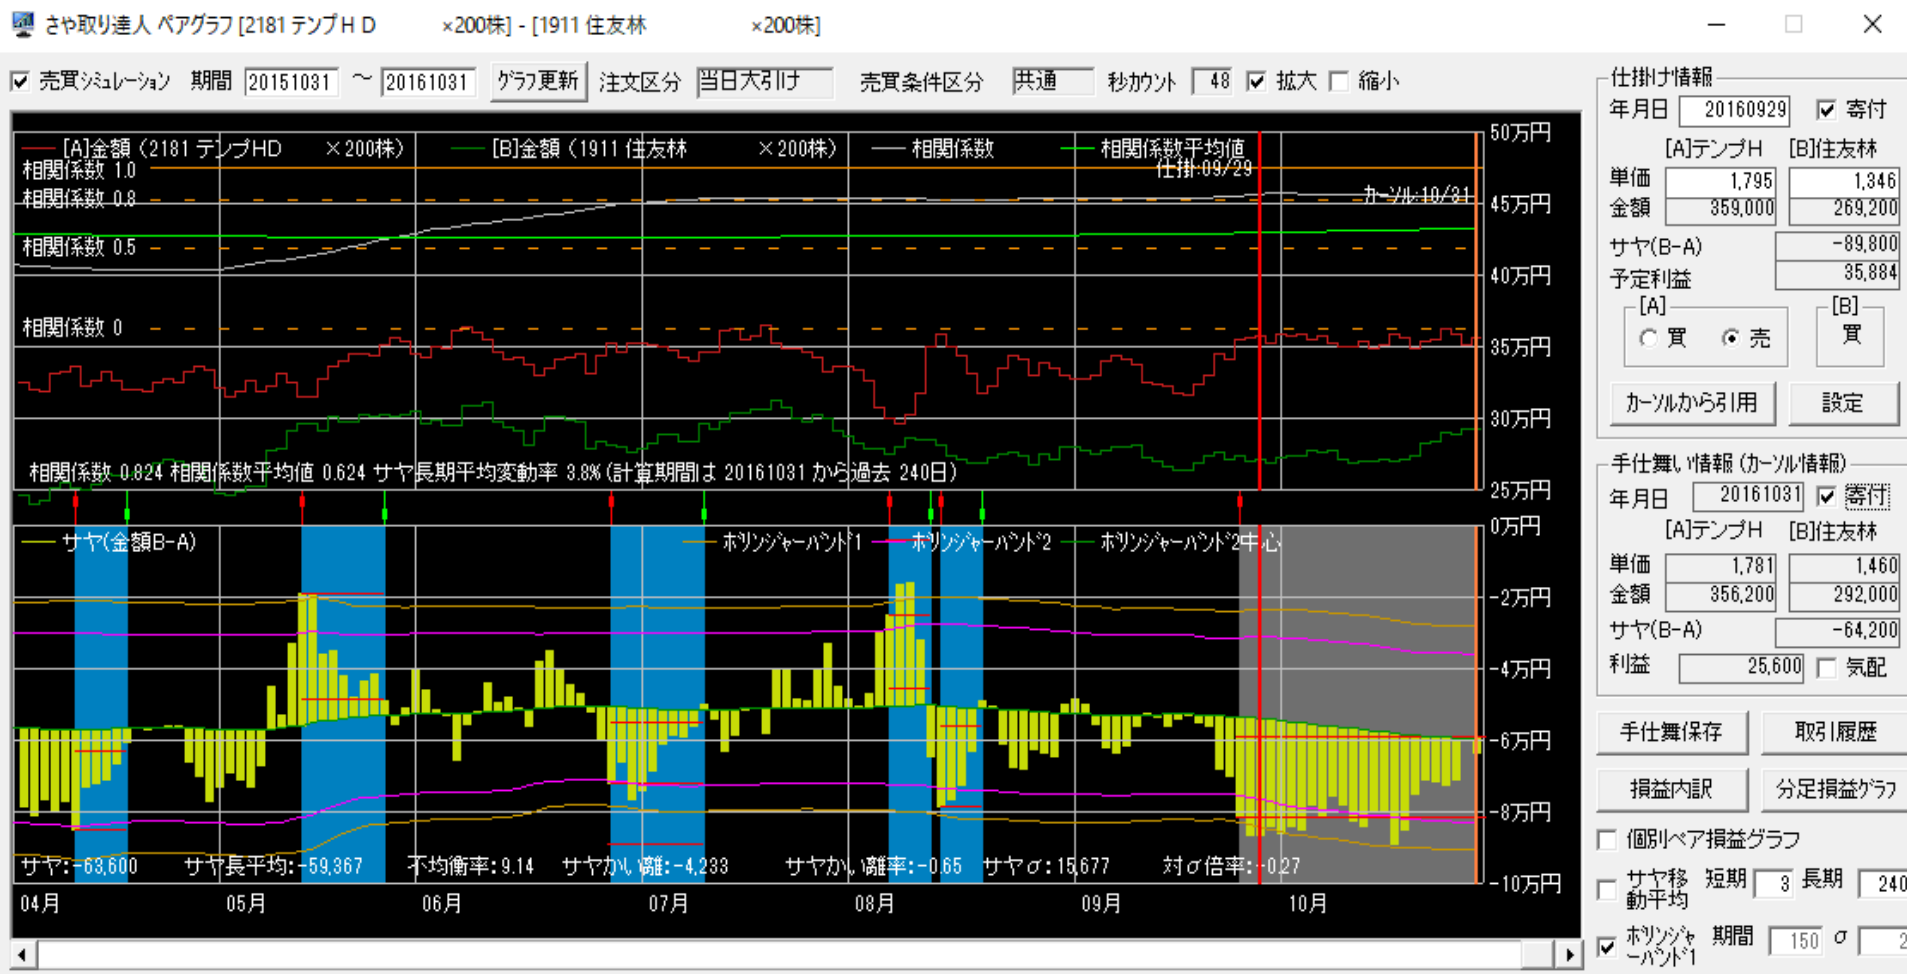 さや取り達人 ペアグラフ [2181 テンプＨＤ ×200株] - [1911 住友林 ×200株]
売買ｼﾐｭﾚｰｼｮﾝ 期間 20151031 ～ 20161031 ｸﾞﾗﾌ更新 注文区分 当日大引け 売買条件区分 共通 秒ｶｳﾝﾄ 48 拡大 縮小
[A]金額（2181 テンプHD ×200株） [B]金額（1911 住友林 ×200株） 相関係数 相関係数平均値
50万円
相関係数 1.0
仕掛:09/29
相関係数 0.8
ｶｰｿﾙ:10/31
45万円
相関係数 0.5
40万円
相関係数 0
35万円
30万円
相関係数 0.824 相関係数平均値 0.624 サヤ長期平均変動率 3.8% (計算期間は 20161031 から過去 240日)
25万円
サヤ(金額B-A) ﾎﾞﾘﾝｼﾞｬｰﾊﾞﾝﾄﾞ1 ﾎﾞﾘﾝｼﾞｬｰﾊﾞﾝﾄﾞ2 ﾎﾞﾘﾝｼﾞｬｰﾊﾞﾝﾄﾞ2中心
0万円
-2万円
-4万円
-6万円
-8万円
サヤ:-63,600 サヤ長平均:-59,367 不均衡率:9.14 サヤかい離:-4,233 サヤかい離率:-0.65 サヤσ:15,677 対σ倍率:-0.27
-10万円
04月 05月 06月 07月 08月 09月 10月
仕掛け情報
年月日 20160929 寄付
[A]テンプH [B]住友林
単価 1,795 1,346
金額 359,000 269,200
サヤ(B-A) -89,800
予定利益 35,884
[A] [B]
買 売 買
ｶｰｿﾙから引用 設定
手仕舞い情報 (ｶｰｿﾙ情報)
年月日 20161031 寄付
[A]テンプH [B]住友林
単価 1,781 1,460
金額 356,200 292,000
サヤ(B-A) -64,200
利益 25,600 気配
手仕舞保存 取引履歴
損益内訳 分足損益ｸﾞﾗﾌ
個別ペア損益グラフ
サヤ移動平均 短期 3 長期 240
ﾎﾞﾘﾝｼﾞｬｰﾊﾞﾝﾄﾞ1 期間 150 σ 2